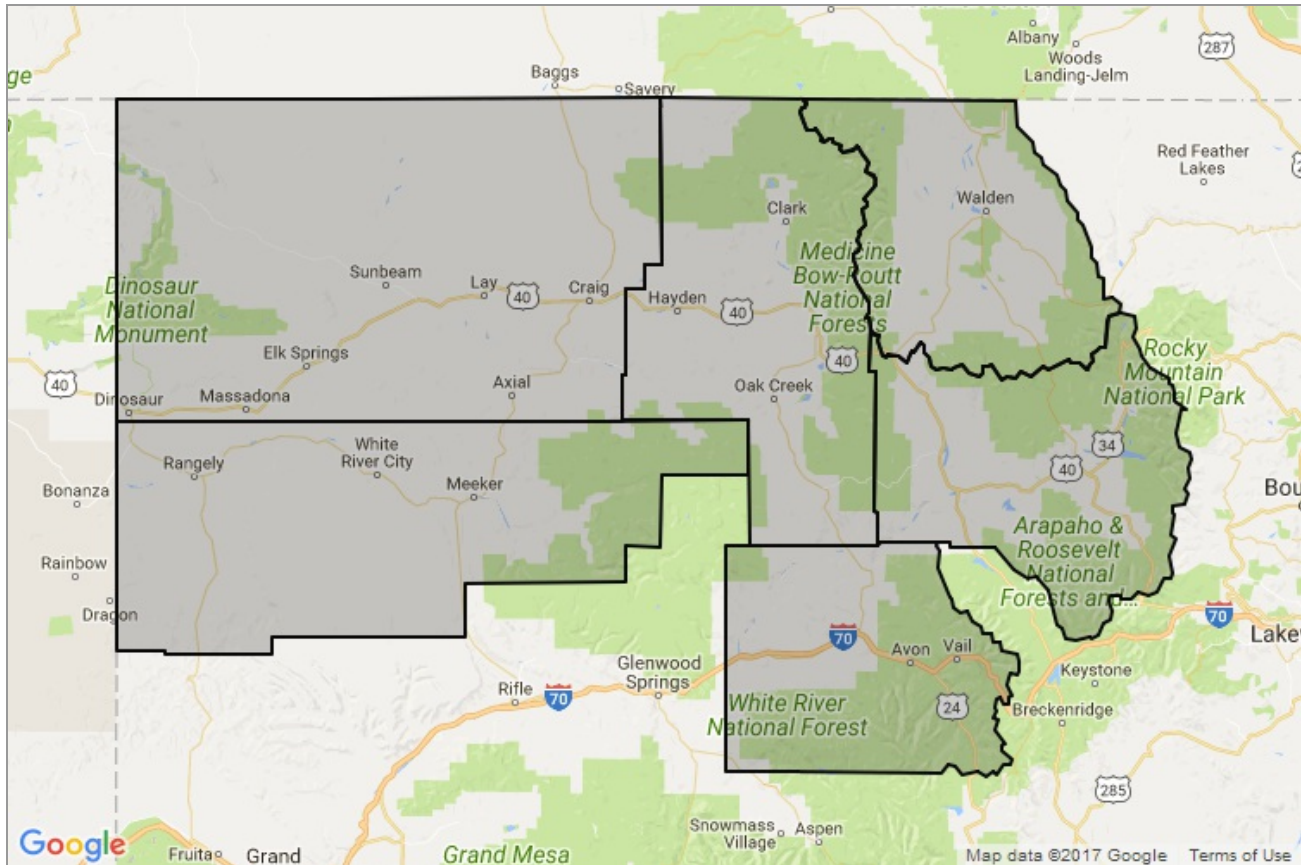 Albany
287
Woods
Landing-Jelm
ge
Baggs
Savery
Red Feather
Lakes
Walden
Clark
Medicine
Bow-Routt
National
Forests
Sunbeam
Lay
40
Craig
Hayden
40
Dinosaur
National
Monument
Elk Springs
40
Rocky
Mountain
National Park
40
Dinosaur
Massadona
Axial
Oak Creek
34
40
White
River City
Rangely
Meeker
Bonanza
Bou
Arapaho &
Roosevelt
National
Forests and...
Rainbow
Dragon
70
70
Lake
Avon
Vail
Glenwood
Springs
Keystone
Rifle
70
White River
National Forest
24
Breckenridge
285
Snowmass
Village
Aspen
Google
Fruita
Grand
Grand Mesa
Map data ©2017 Google
Terms of Use